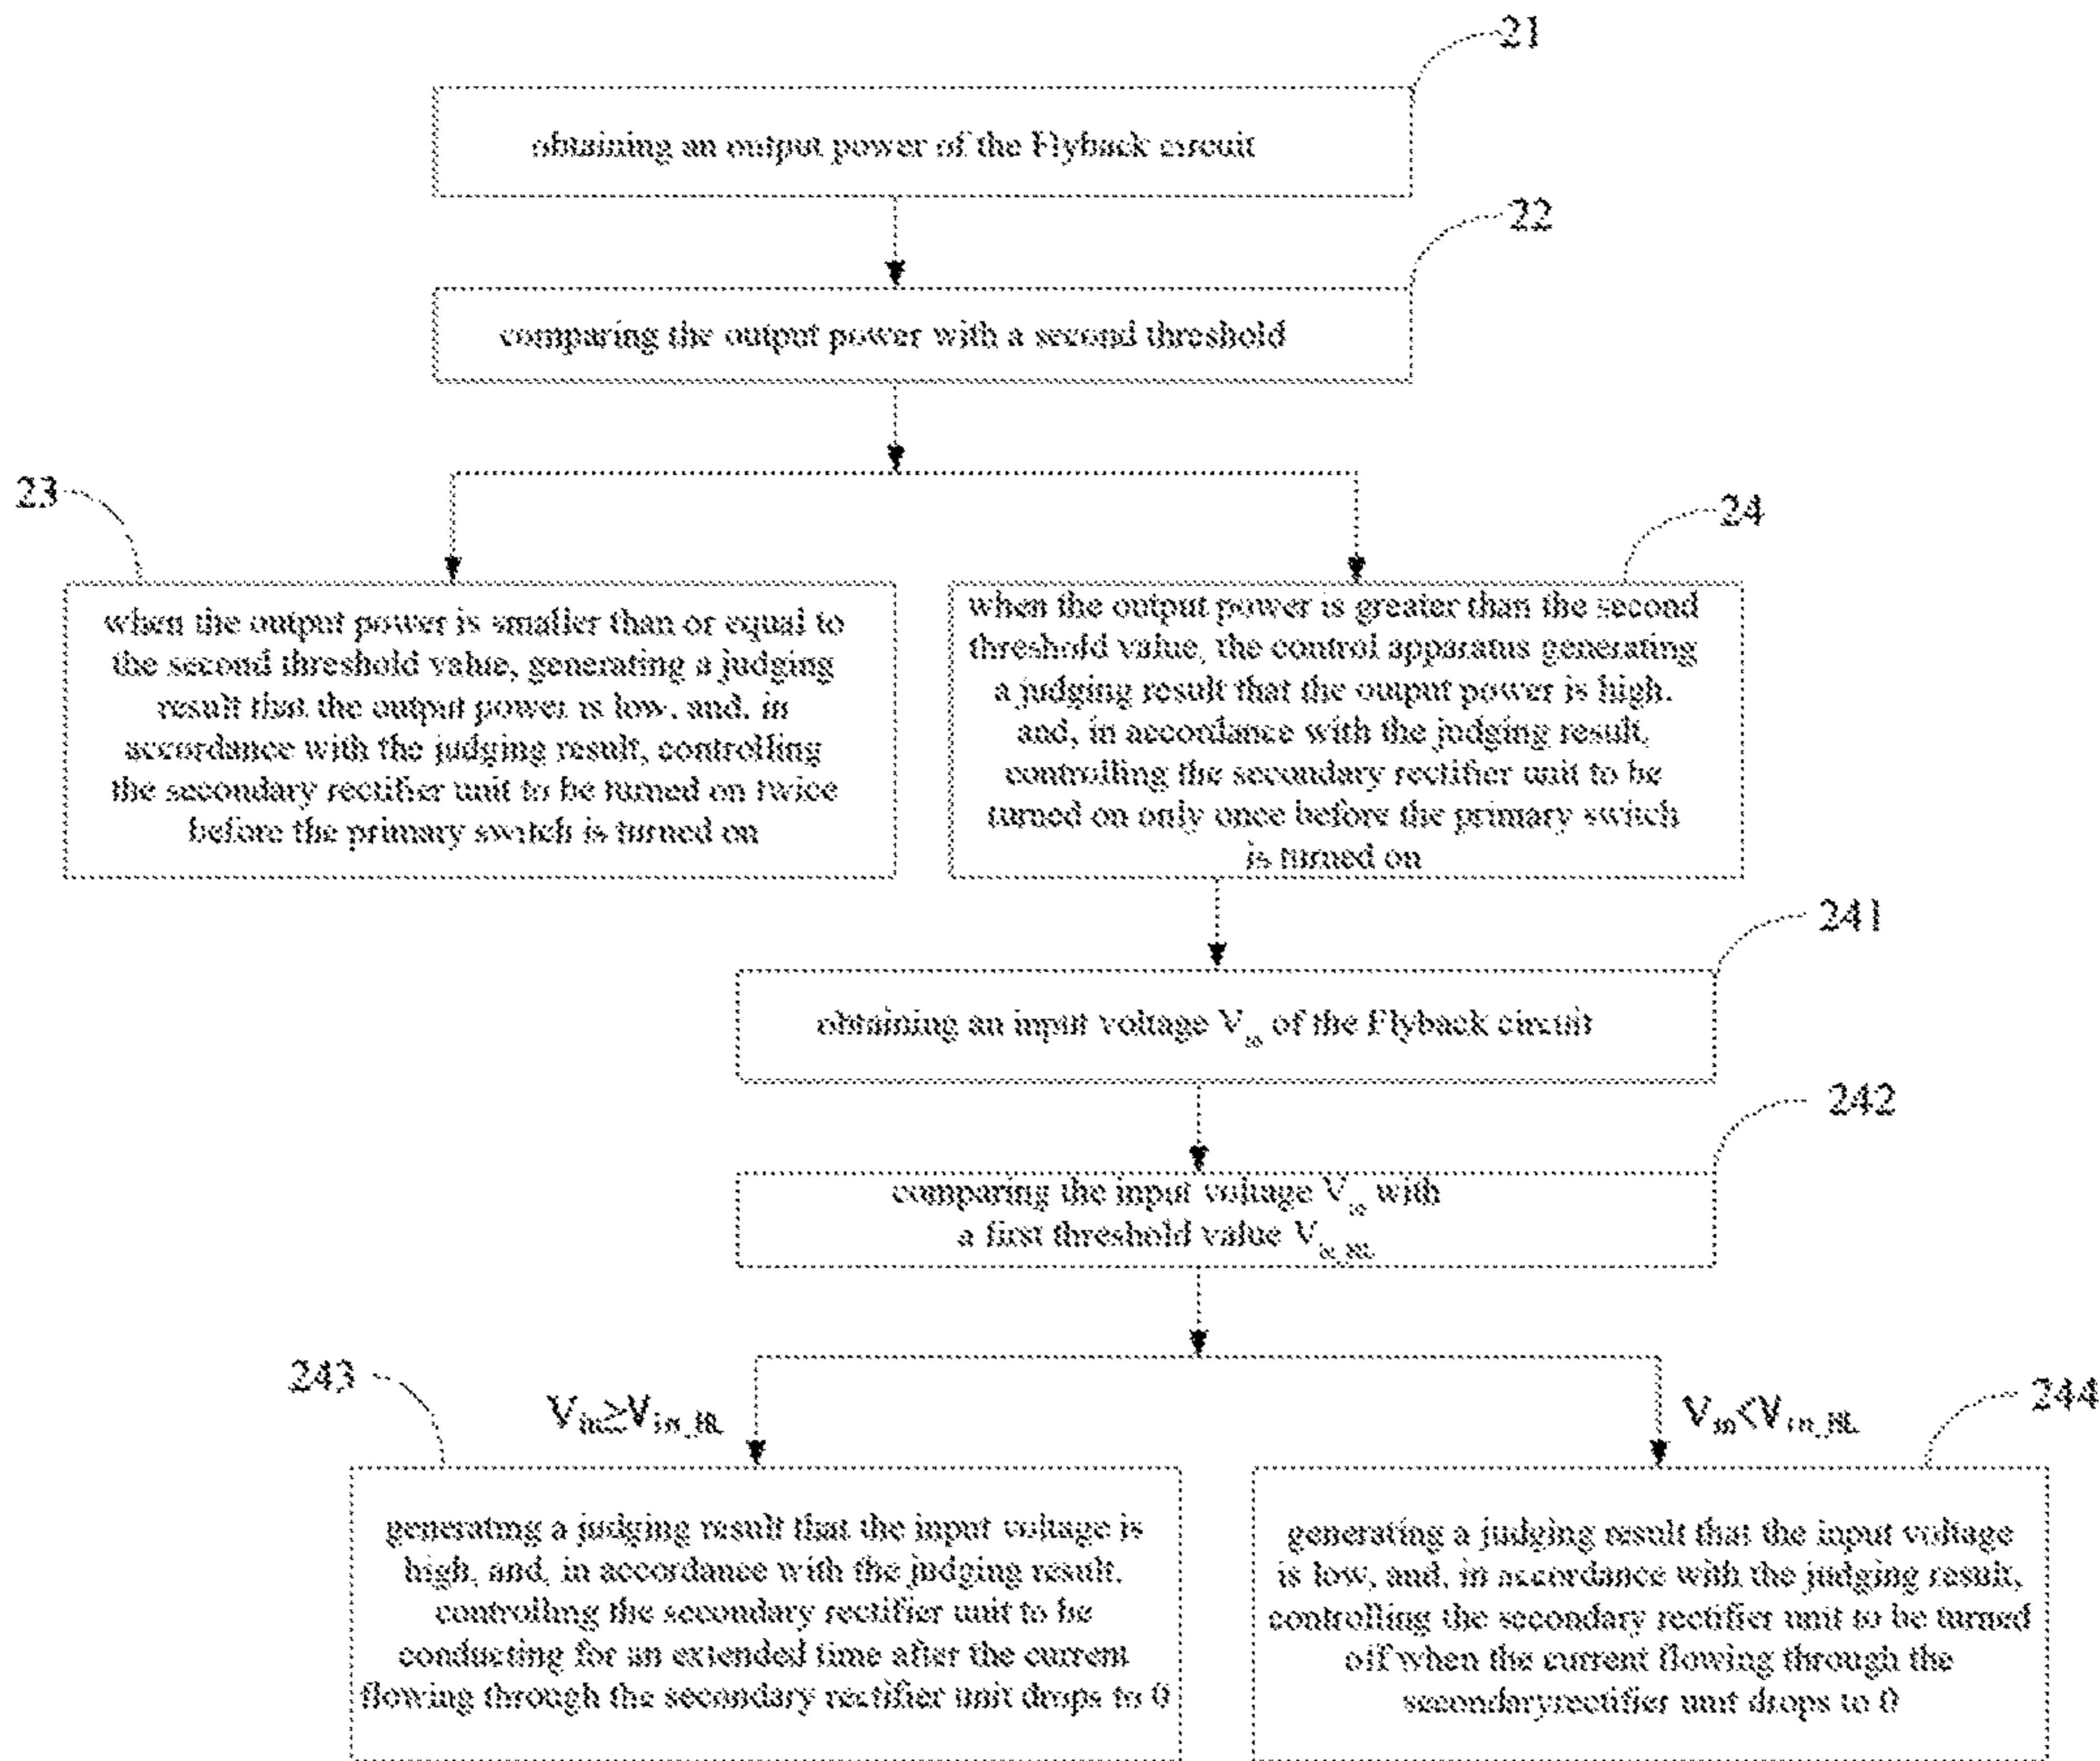 21
obtaining an output power of the Flyback circuit
22
comparing the output power with a second threshold
23
24
when the output power is smaller than or equal to
the second threshold value, generating a judging
result that the output power is low, and, in
accordance with the judging result, controlling
the secondary rectifier unit to be turned on twice
before the primary switch is turned on
when the output power is greater than the second
threshold value, the control apparatus generating
a judging result that the output power is high,
and, in accordance with the judging result,
controlling the secondary rectifier unit to be
turned on only once before the primary switch
is turned on
241
obtaining an input voltage Vin of the Flyback circuit
242
comparing the input voltage Vin with
a first threshold value Vin_BL
243
Vin≥Vin_BL
Vin<Vin_BL
244
generating a judging result that the input voltage is
high, and, in accordance with the judging result,
controlling the secondary rectifier unit to be
conducting for an extended time after the current
flowing through the secondary rectifier unit drops to 0
generating a judging result that the input voltage
is low, and, in accordance with the judging result,
controlling the secondary rectifier unit to be turned
off when the current flowing through the
secondaryrectifier unit drops to 0